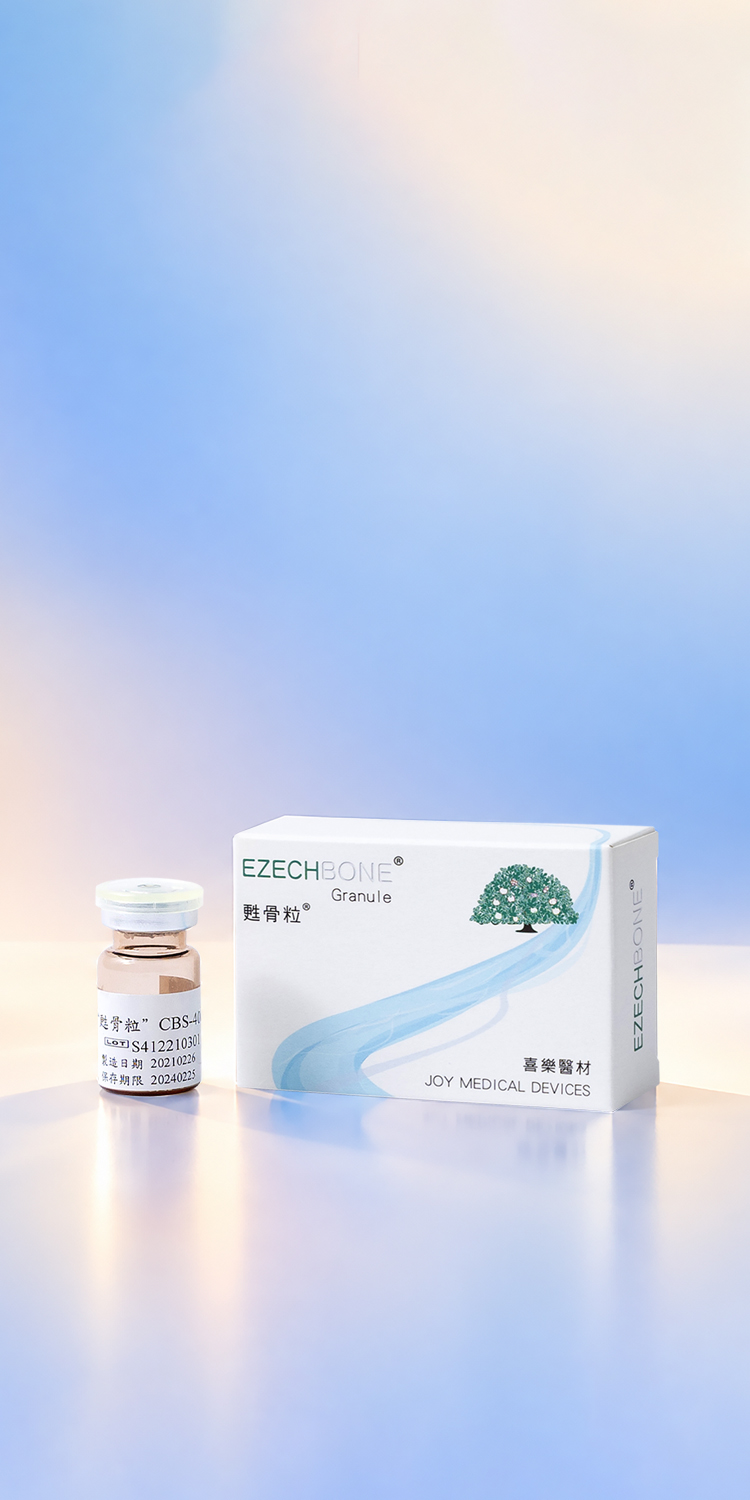 EZECHBONE®
Granule
甦骨粒®
喜樂醫材
JOY MEDICAL DEVICES
EZECHBONE®
甦骨粒” CBS-40
LOT S412210301
製造日期 20210226
保存期限 20240225